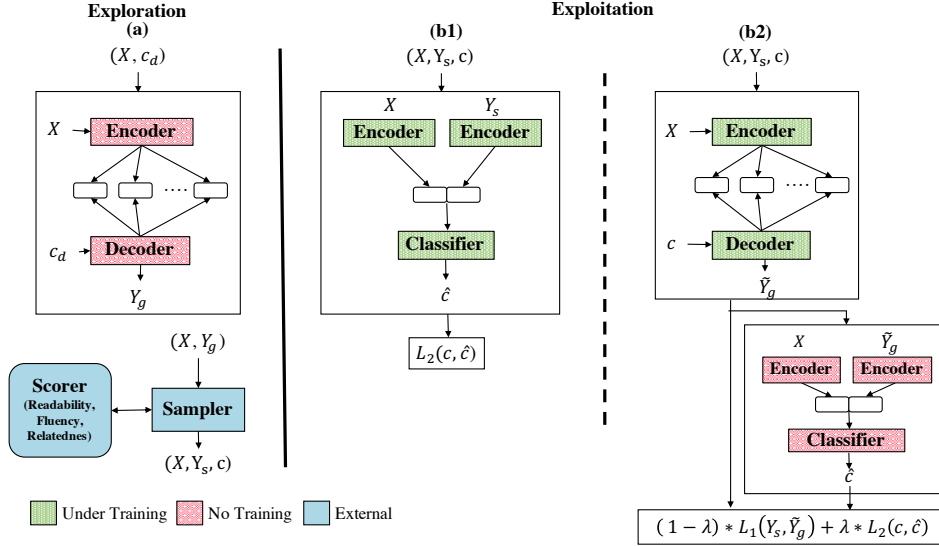 Exploration
(a)
(X, c_d)
X
Encoder
.....
c_d
Decoder
Y_g
(X, Y_g)
Scorer
(Readability,
Fluency,
Relatednes)
Sampler
(X, Y_s, c)
Exploitation
(b1)
(X, Y_s, c)
X
Y_s
Encoder
Encoder
Classifier
ĉ
L_2(c, ĉ)
(b2)
(X, Y_s, c)
X
Encoder
....
c
Decoder
Ỹ_g
X
Ỹ_g
Encoder
Encoder
Classifier
ĉ
(1 − λ) * L_1(Y_s, Ỹ_g) + λ * L_2(c, ĉ)
Under Training
No Training
External